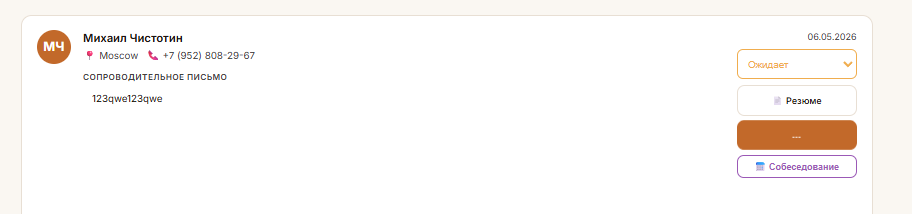 МЧ
Михаил Чистотин
Moscow +7 (952) 808-29-67
СОПРОВОДИТЕЛЬНОЕ ПИСЬМО
123qwe123qwe
06.05.2026
Ожидает
Резюме
...
Собеседование